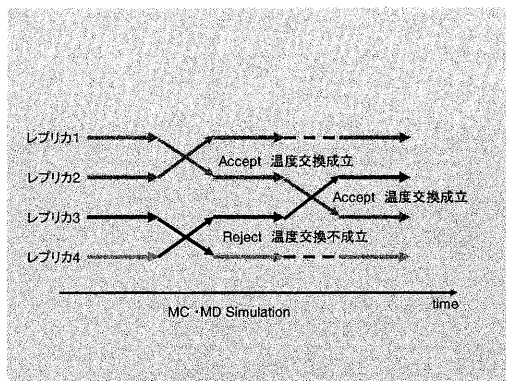 レプリカ1
Accept 温度交換成立
レプリカ2
Accept 温度交換成立
レプリカ3
Reject 温度交換不成立
レプリカ4
time
MC・MD Simulation